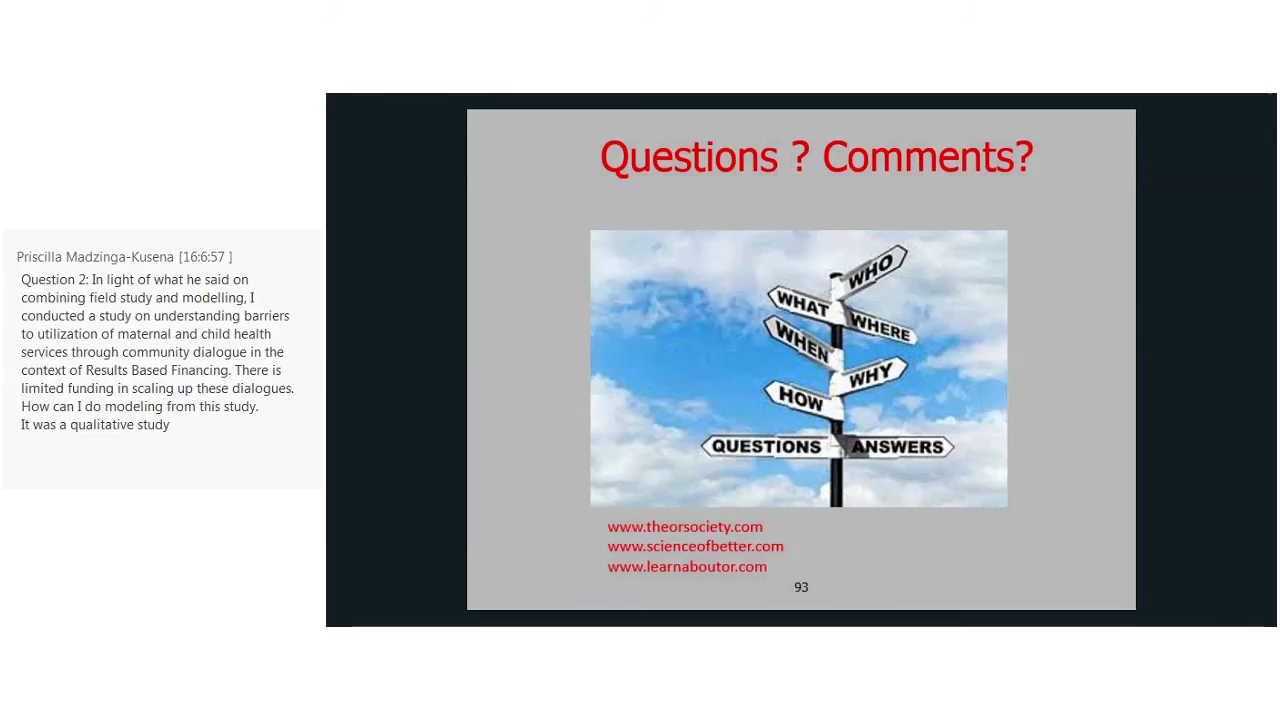 Priscilla Madzinga-Kusena [16:6:57 ]
Question 2: In light of what he said on
combining field study and modelling, I
conducted a study on understanding barriers
to utilization of maternal and child health
services through community dialogue in the
context of Results Based Financing. There is
limited funding in scaling up these dialogues.
How can I do modeling from this study.
It was a qualitative study
Questions ? Comments?
WHO
WHAT
WHERE
WHEN
WHY
HOW
QUESTIONS ANSWERS
www.theorsociety.com
www.scienceofbetter.com
www.learnaboutor.com
93